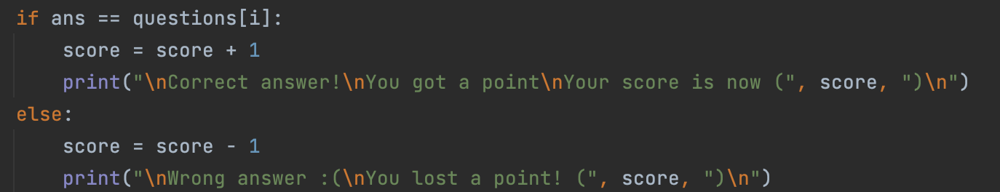 if ans == questions[i]:
    score = score + 1
    print("\nCorrect answer!\nYou got a point\nYour score is now (", score, ")\n")
else:
    score = score - 1
    print("\nWrong answer :(\nYou lost a point! (", score, ")\n")